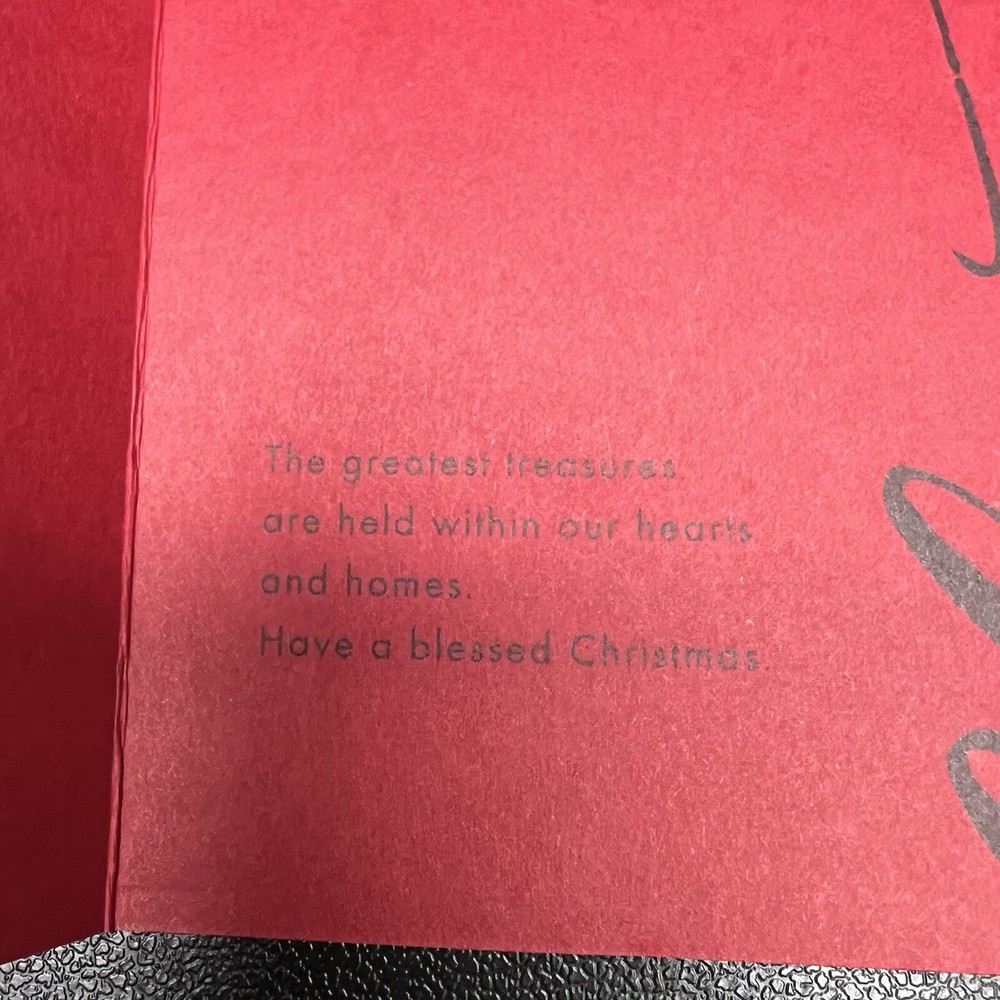 The greatest treasures
are held within our hearts
and homes.
Have a blessed Christmas.